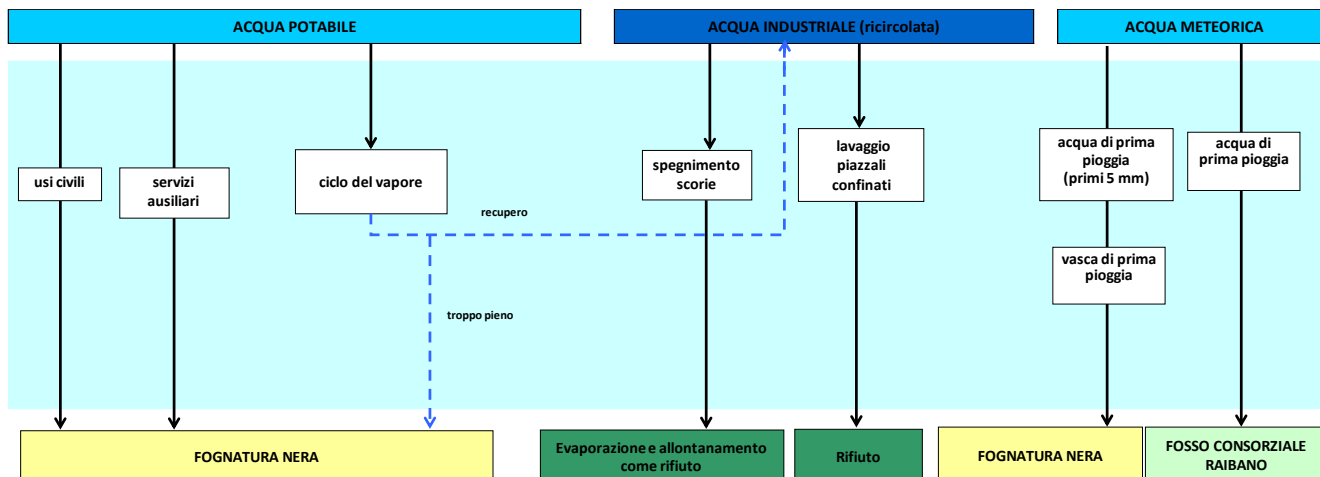 ACQUA POTABILE
ACQUA INDUSTRIALE (ricircolata)
ACQUA METEORICA
usi civili
servizi
ausiliari
ciclo del vapore
spegnimento
scorie
lavaggio
piazzali
confinati
acqua di prima
pioggia
(primi 5 mm)
acqua di
prima pioggia
recupero
vasca di prima
pioggia
troppo pieno
FOGNATURA NERA
Evaporazione e allontanamento
come rifiuto
Rifiuto
FOGNATURA NERA
FOSSO CONSORZIALE
RAIBANO